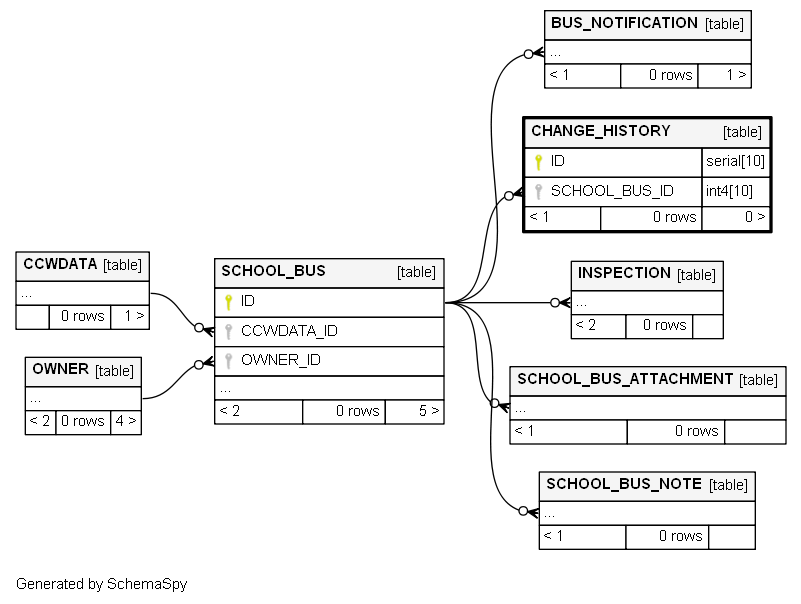 BUS_NOTIFICATION [table]
...
< 1 0 rows 1 >
CHANGE_HISTORY [table]
ID serial[10]
SCHOOL_BUS_ID int4[10]
< 1 0 rows 0 >
CCWDATA [table]
...
0 rows 1 >
OWNER [table]
...
< 2 0 rows 4 >
SCHOOL_BUS [table]
ID
CCWDATA_ID
OWNER_ID
...
< 2 0 rows 5 >
INSPECTION [table]
...
< 2 0 rows
SCHOOL_BUS_ATTACHMENT [table]
...
< 1 0 rows
SCHOOL_BUS_NOTE [table]
...
< 1 0 rows
Generated by SchemaSpy